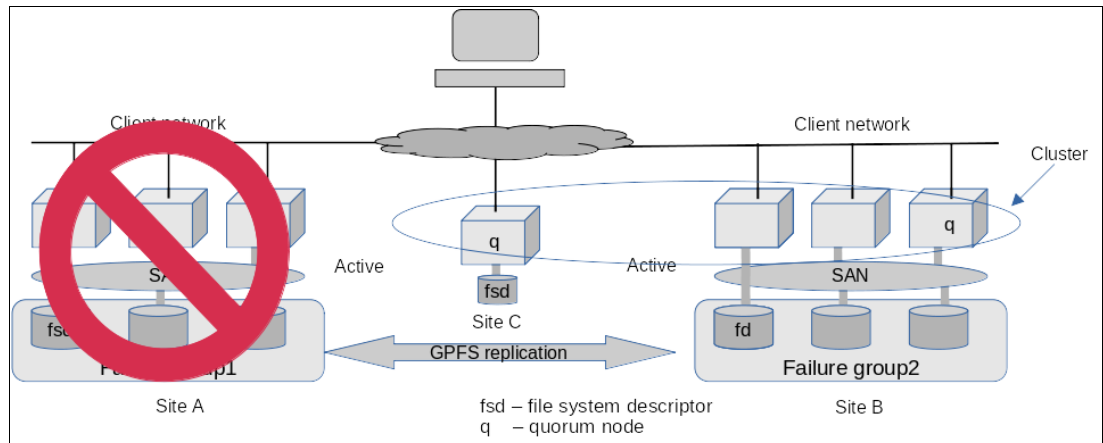 Client network
Client network
Cluster
q
q
Active
Active
SAN
fsd
Site C
GPFS replication
fd
Failure group2
Site A
Site B
fsd – file system descriptor
q – quorum node